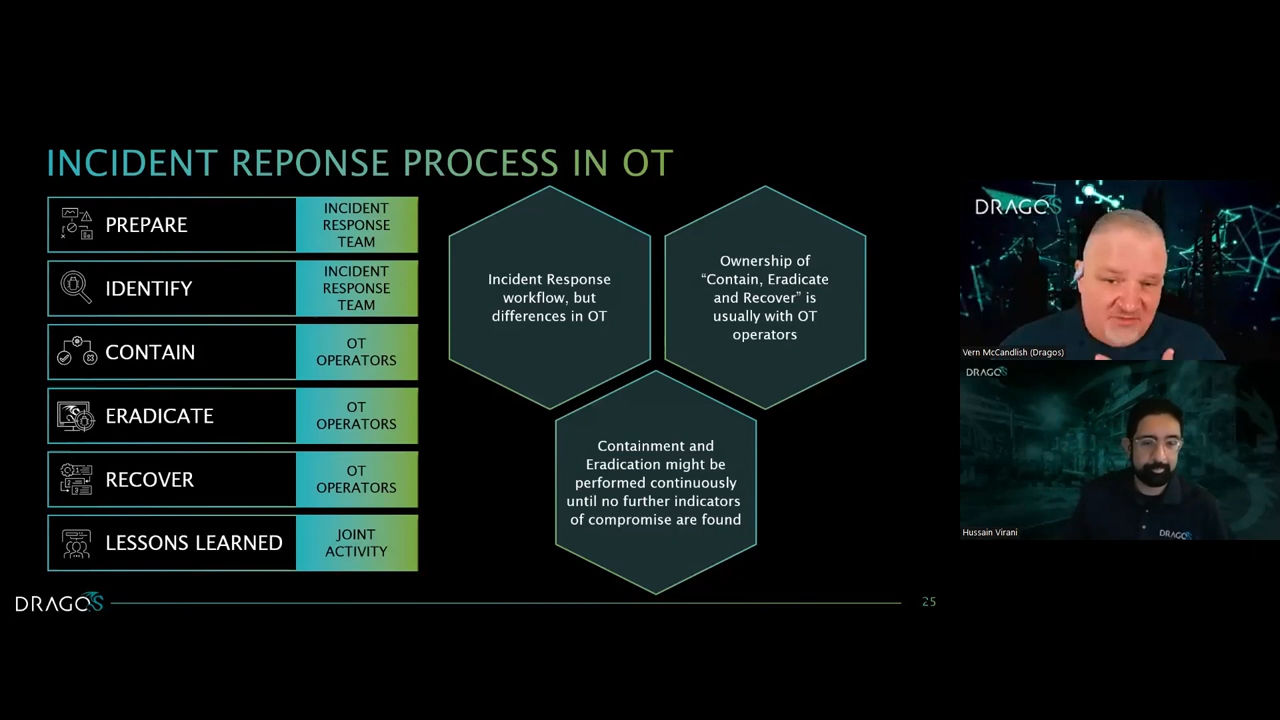 INCIDENT REPONSE PROCESS IN OT
PREPARE
INCIDENT
RESPONSE
TEAM
IDENTIFY
INCIDENT
RESPONSE
TEAM
CONTAIN
OT
OPERATORS
ERADICATE
OT
OPERATORS
RECOVER
OT
OPERATORS
LESSONS LEARNED
JOINT
ACTIVITY
Incident Response
workflow, but
differences in OT
Ownership of
“Contain, Eradicate
and Recover” is
usually with OT
operators
Containment and
Eradication might be
performed continuously
until no further indicators
of compromise are found
DRAGOS
25
DRAGOS
Vern McCandlish (Dragos)
DRAGOS
DRAGOS
Hussain Virani